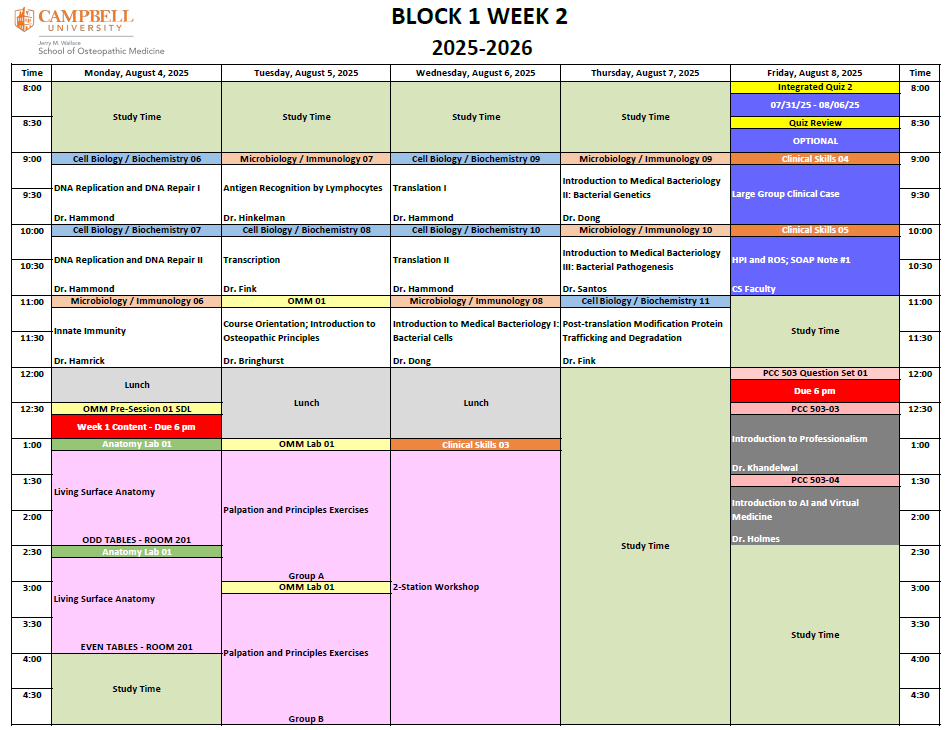 CAMPBELL
UNIVERSITY
Jerry M. Wallace
School of Osteopathic Medicine
BLOCK 1 WEEK 2
2025-2026
Time
Monday, August 4, 2025
Tuesday, August 5, 2025
Wednesday, August 6, 2025
Thursday, August 7, 2025
Friday, August 8, 2025
Time
8:00
8:30
9:00
9:30
10:00
10:30
11:00
11:30
12:00
12:30
1:00
1:30
2:00
2:30
3:00
3:30
4:00
4:30
Study Time
Cell Biology / Biochemistry 06
DNA Replication and DNA Repair I
Dr. Hammond
Cell Biology / Biochemistry 07
DNA Replication and DNA Repair II
Dr. Hammond
Microbiology / Immunology 06
Innate Immunity
Dr. Hamrick
Lunch
OMM Pre-Session 01 SDL
Week 1 Content - Due 6 pm
Anatomy Lab 01
Living Surface Anatomy
ODD TABLES - ROOM 201
Anatomy Lab 01
Living Surface Anatomy
EVEN TABLES - ROOM 201
Study Time
Study Time
Microbiology / Immunology 07
Antigen Recognition by Lymphocytes
Dr. Hinkelman
Cell Biology / Biochemistry 08
Transcription
Dr. Fink
OMM 01
Course Orientation; Introduction to
Osteopathic Principles
Dr. Bringhurst
Lunch
OMM Lab 01
Palpation and Principles Exercises
Group A
OMM Lab 01
Palpation and Principles Exercises
Group B
Study Time
Cell Biology / Biochemistry 09
Translation I
Dr. Hammond
Cell Biology / Biochemistry 10
Translation II
Dr. Hammond
Microbiology / Immunology 08
Introduction to Medical Bacteriology I:
Bacterial Cells
Dr. Dong
Lunch
Clinical Skills 03
2-Station Workshop
Study Time
Microbiology / Immunology 09
Introduction to Medical Bacteriology
II: Bacterial Genetics
Dr. Dong
Microbiology / Immunology 10
Introduction to Medical Bacteriology
III: Bacterial Pathogenesis
Dr. Santos
Cell Biology / Biochemistry 11
Post-translation Modification Protein
Trafficking and Degradation
Dr. Fink
Study Time
Integrated Quiz 2
07/31/25 - 08/06/25
Quiz Review
OPTIONAL
Clinical Skills 04
Large Group Clinical Case
Clinical Skills 05
HPI and ROS; SOAP Note #1
CS Faculty
Study Time
PCC 503 Question Set 01
Due 6 pm
PCC 503-03
Introduction to Professionalism
Dr. Khandelwal
PCC 503-04
Introduction to AI and Virtual
Medicine
Dr. Holmes
Study Time
8:00
8:30
9:00
9:30
10:00
10:30
11:00
11:30
12:00
12:30
1:00
1:30
2:00
2:30
3:00
3:30
4:00
4:30